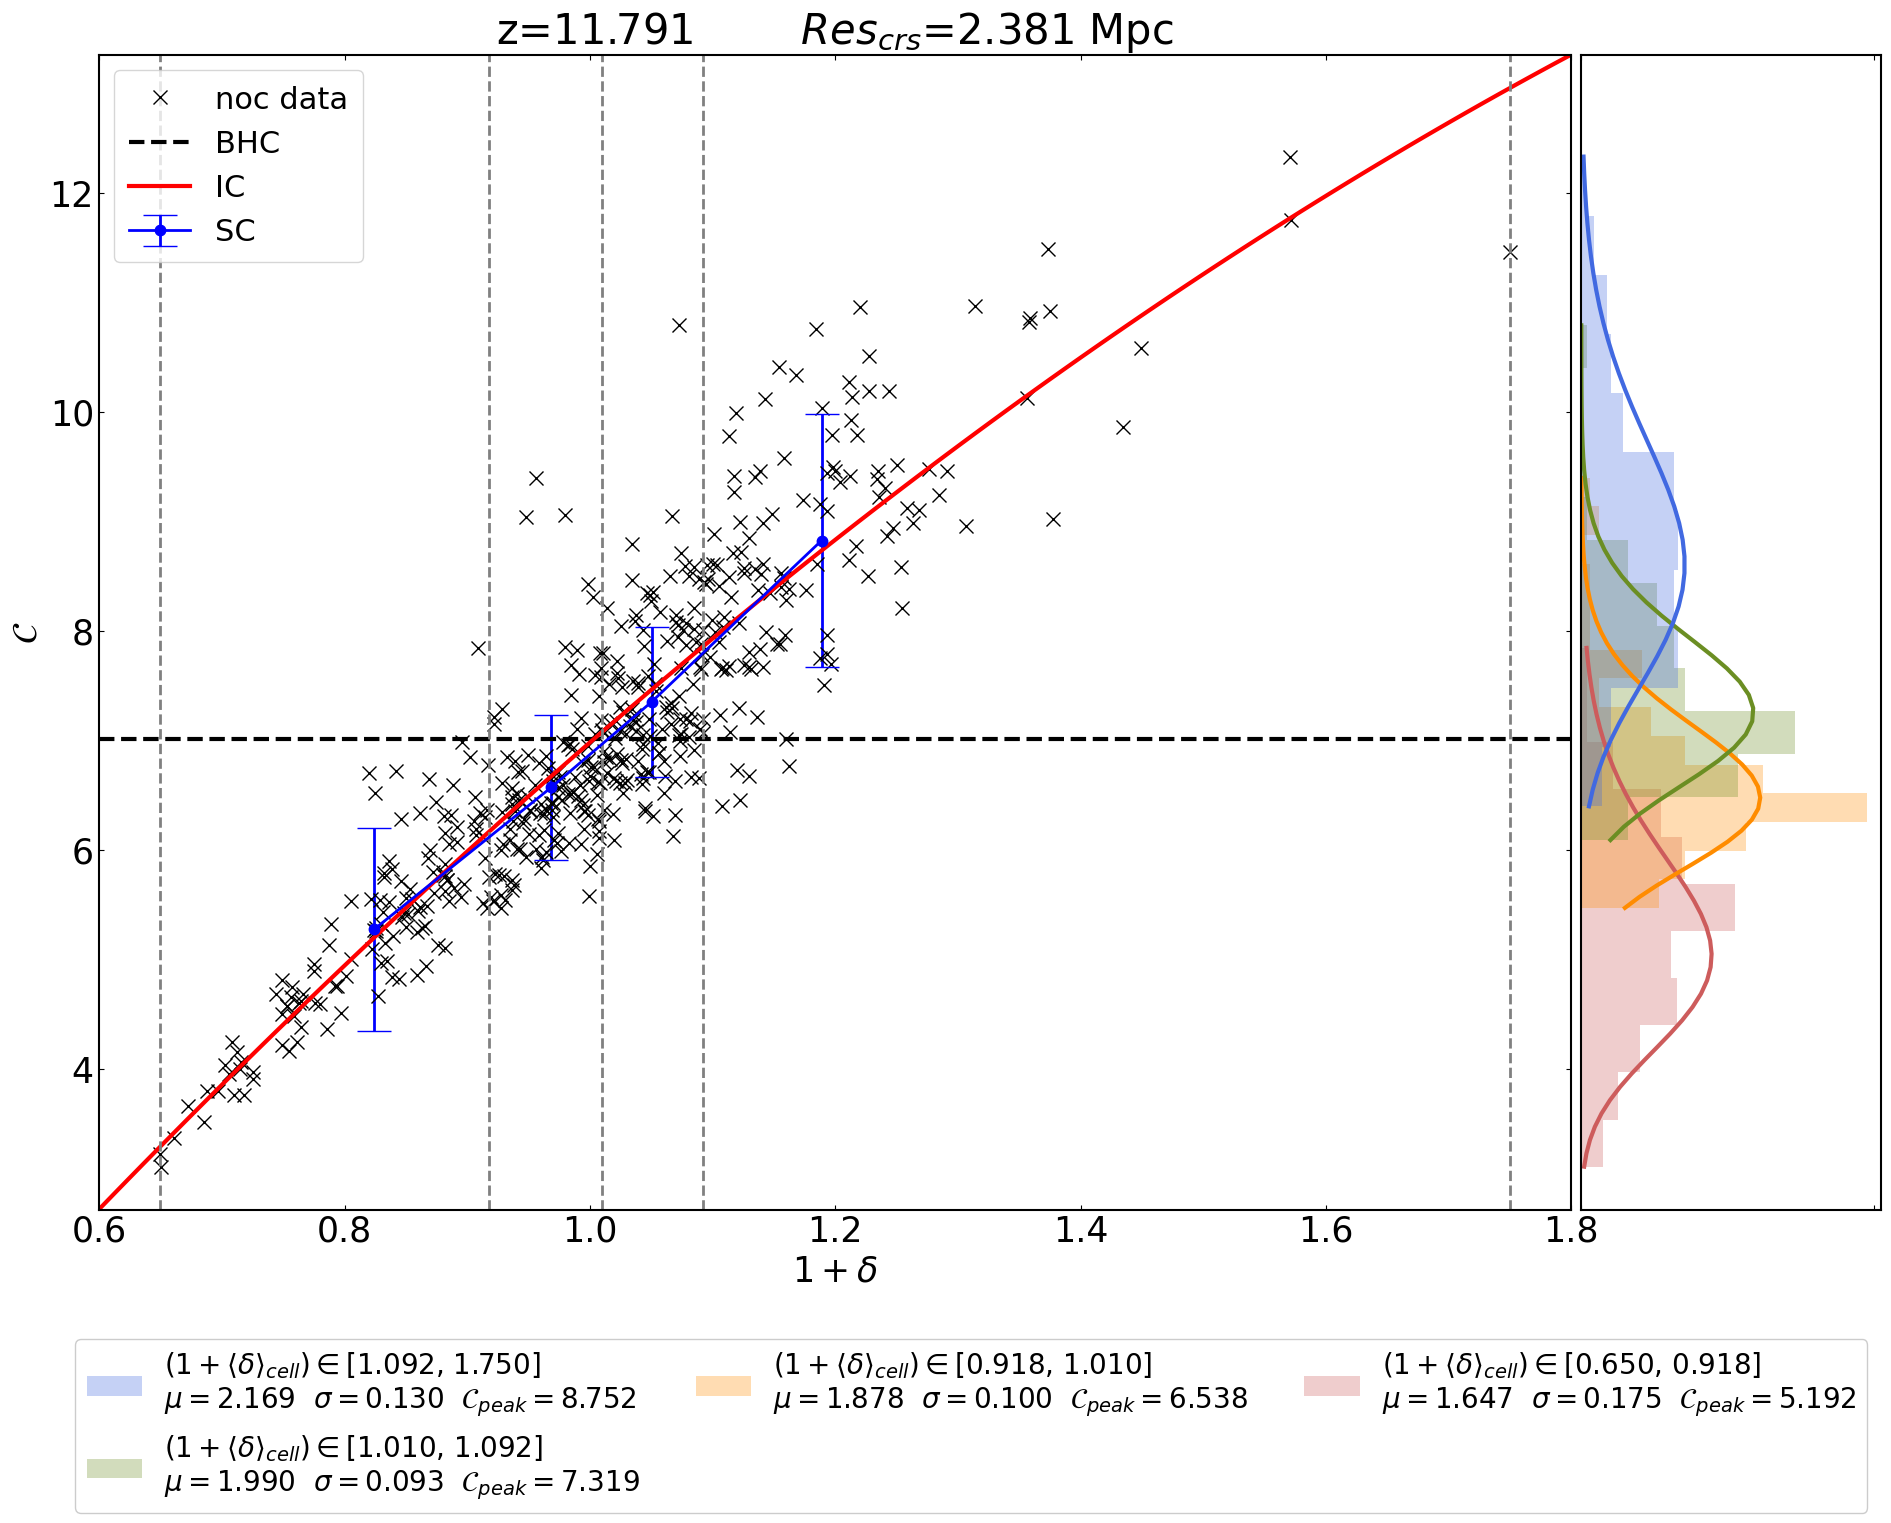 z=11.791 Res_crs=2.381 Mpc
noc data
BHC
IC
SC
12
10
8
6
4
𝒞
0.6 0.8 1.0 1.2 1.4 1.6 1.8
1 + δ
(1 + ⟨δ⟩_cell) ∈ [1.092, 1.750]
μ = 2.169 σ = 0.130 𝒞_peak = 8.752
(1 + ⟨δ⟩_cell) ∈ [1.010, 1.092]
μ = 1.990 σ = 0.093 𝒞_peak = 7.319
(1 + ⟨δ⟩_cell) ∈ [0.918, 1.010]
μ = 1.878 σ = 0.100 𝒞_peak = 6.538
(1 + ⟨δ⟩_cell) ∈ [0.650, 0.918]
μ = 1.647 σ = 0.175 𝒞_peak = 5.192